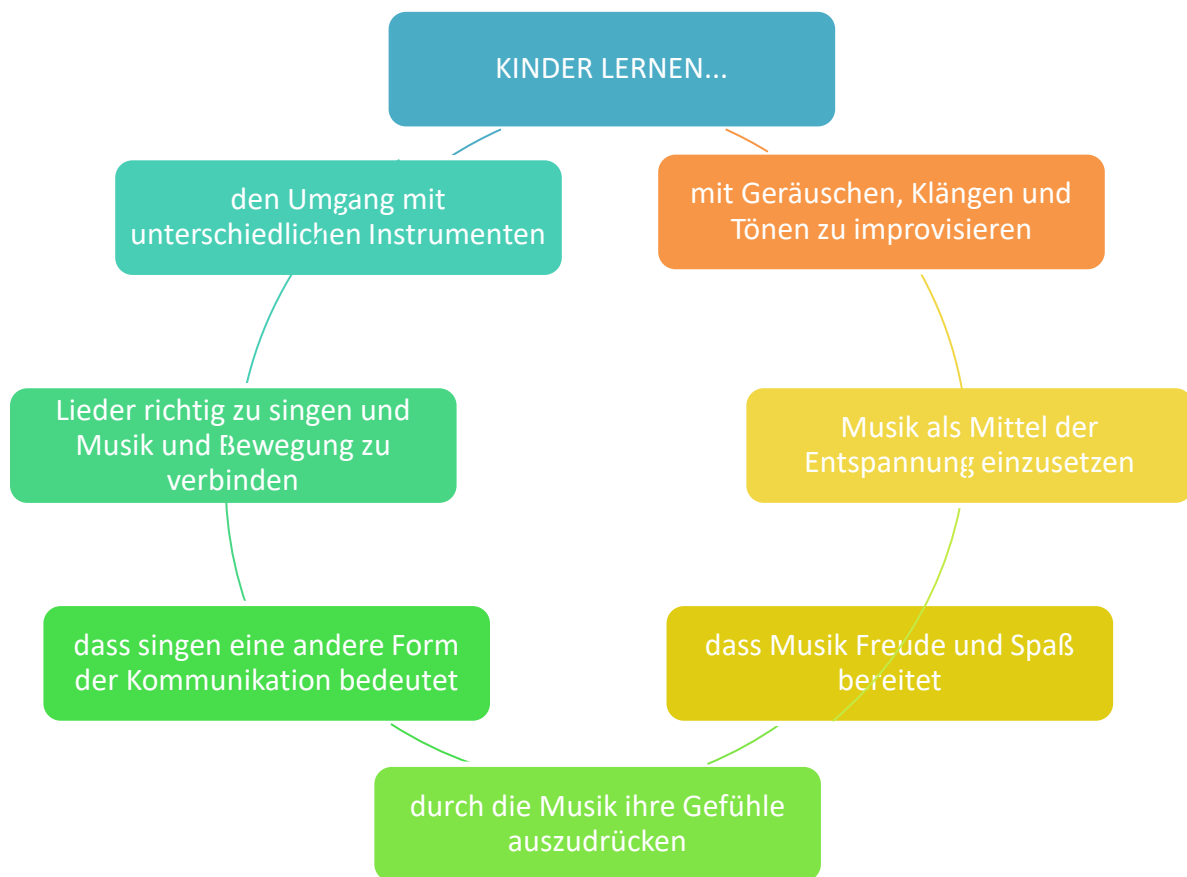 KINDER LERNEN...
mit Geräuschen, Klängen und
Tönen zu improvisieren
Musik als Mittel der
Entspannung einzusetzen
dass Musik Freude und Spaß
bereitet
durch die Musik ihre Gefühle
auszudrücken
dass singen eine andere Form
der Kommunikation bedeutet
Lieder richtig zu singen und
Musik und Bewegung zu
verbinden
den Umgang mit
unterschiedlichen Instrumenten